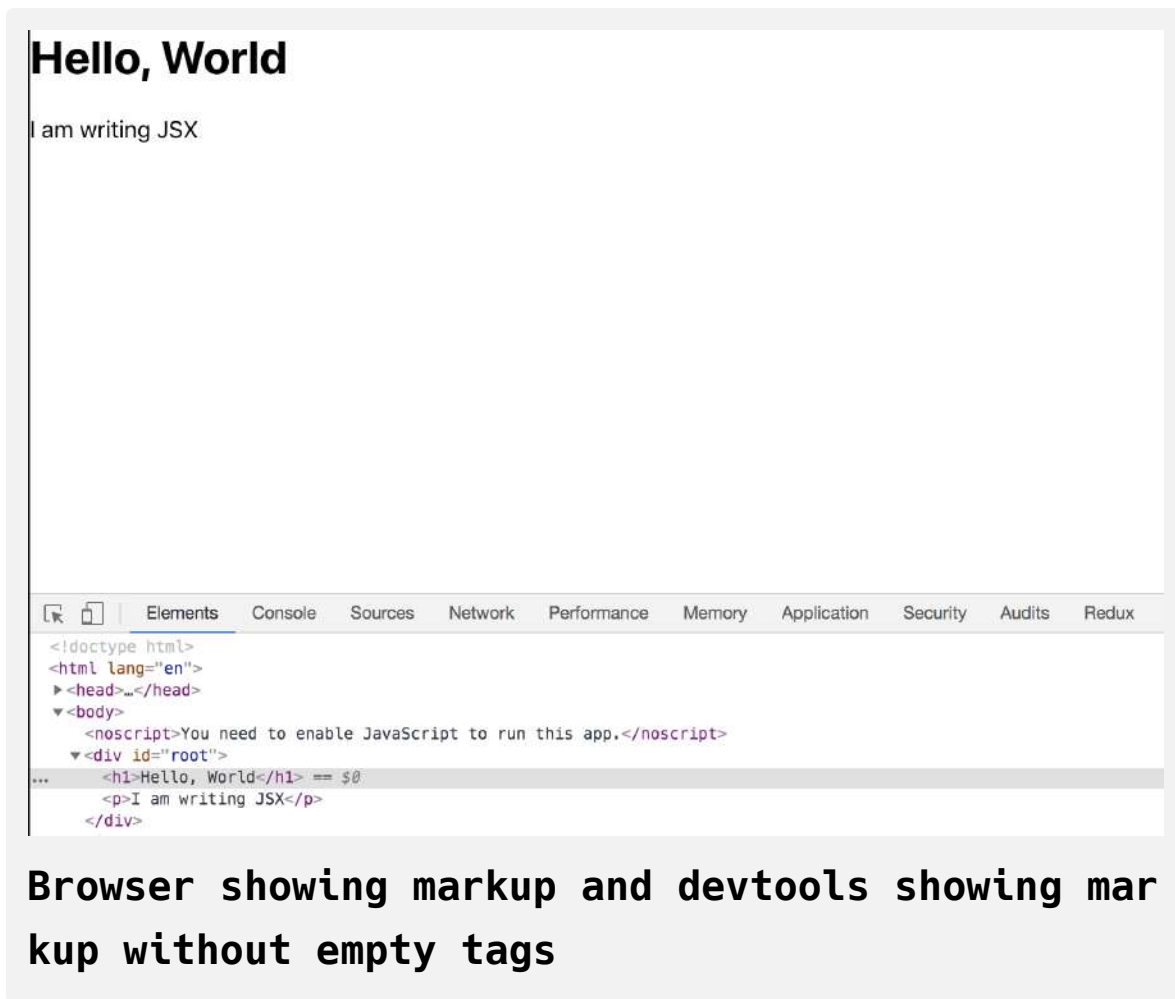 Hello, World
I am writing JSX
Elements Console Sources Network Performance Memory Application Security Audits Redux
<!doctype html>
<html lang="en">
▶<head>…</head>
▼<body>
<noscript>You need to enable JavaScript to run this app.</noscript>
▼<div id="root">
... <h1>Hello, World</h1> == $0
<p>I am writing JSX</p>
</div>
Browser showing markup and devtools showing mar
kup without empty tags